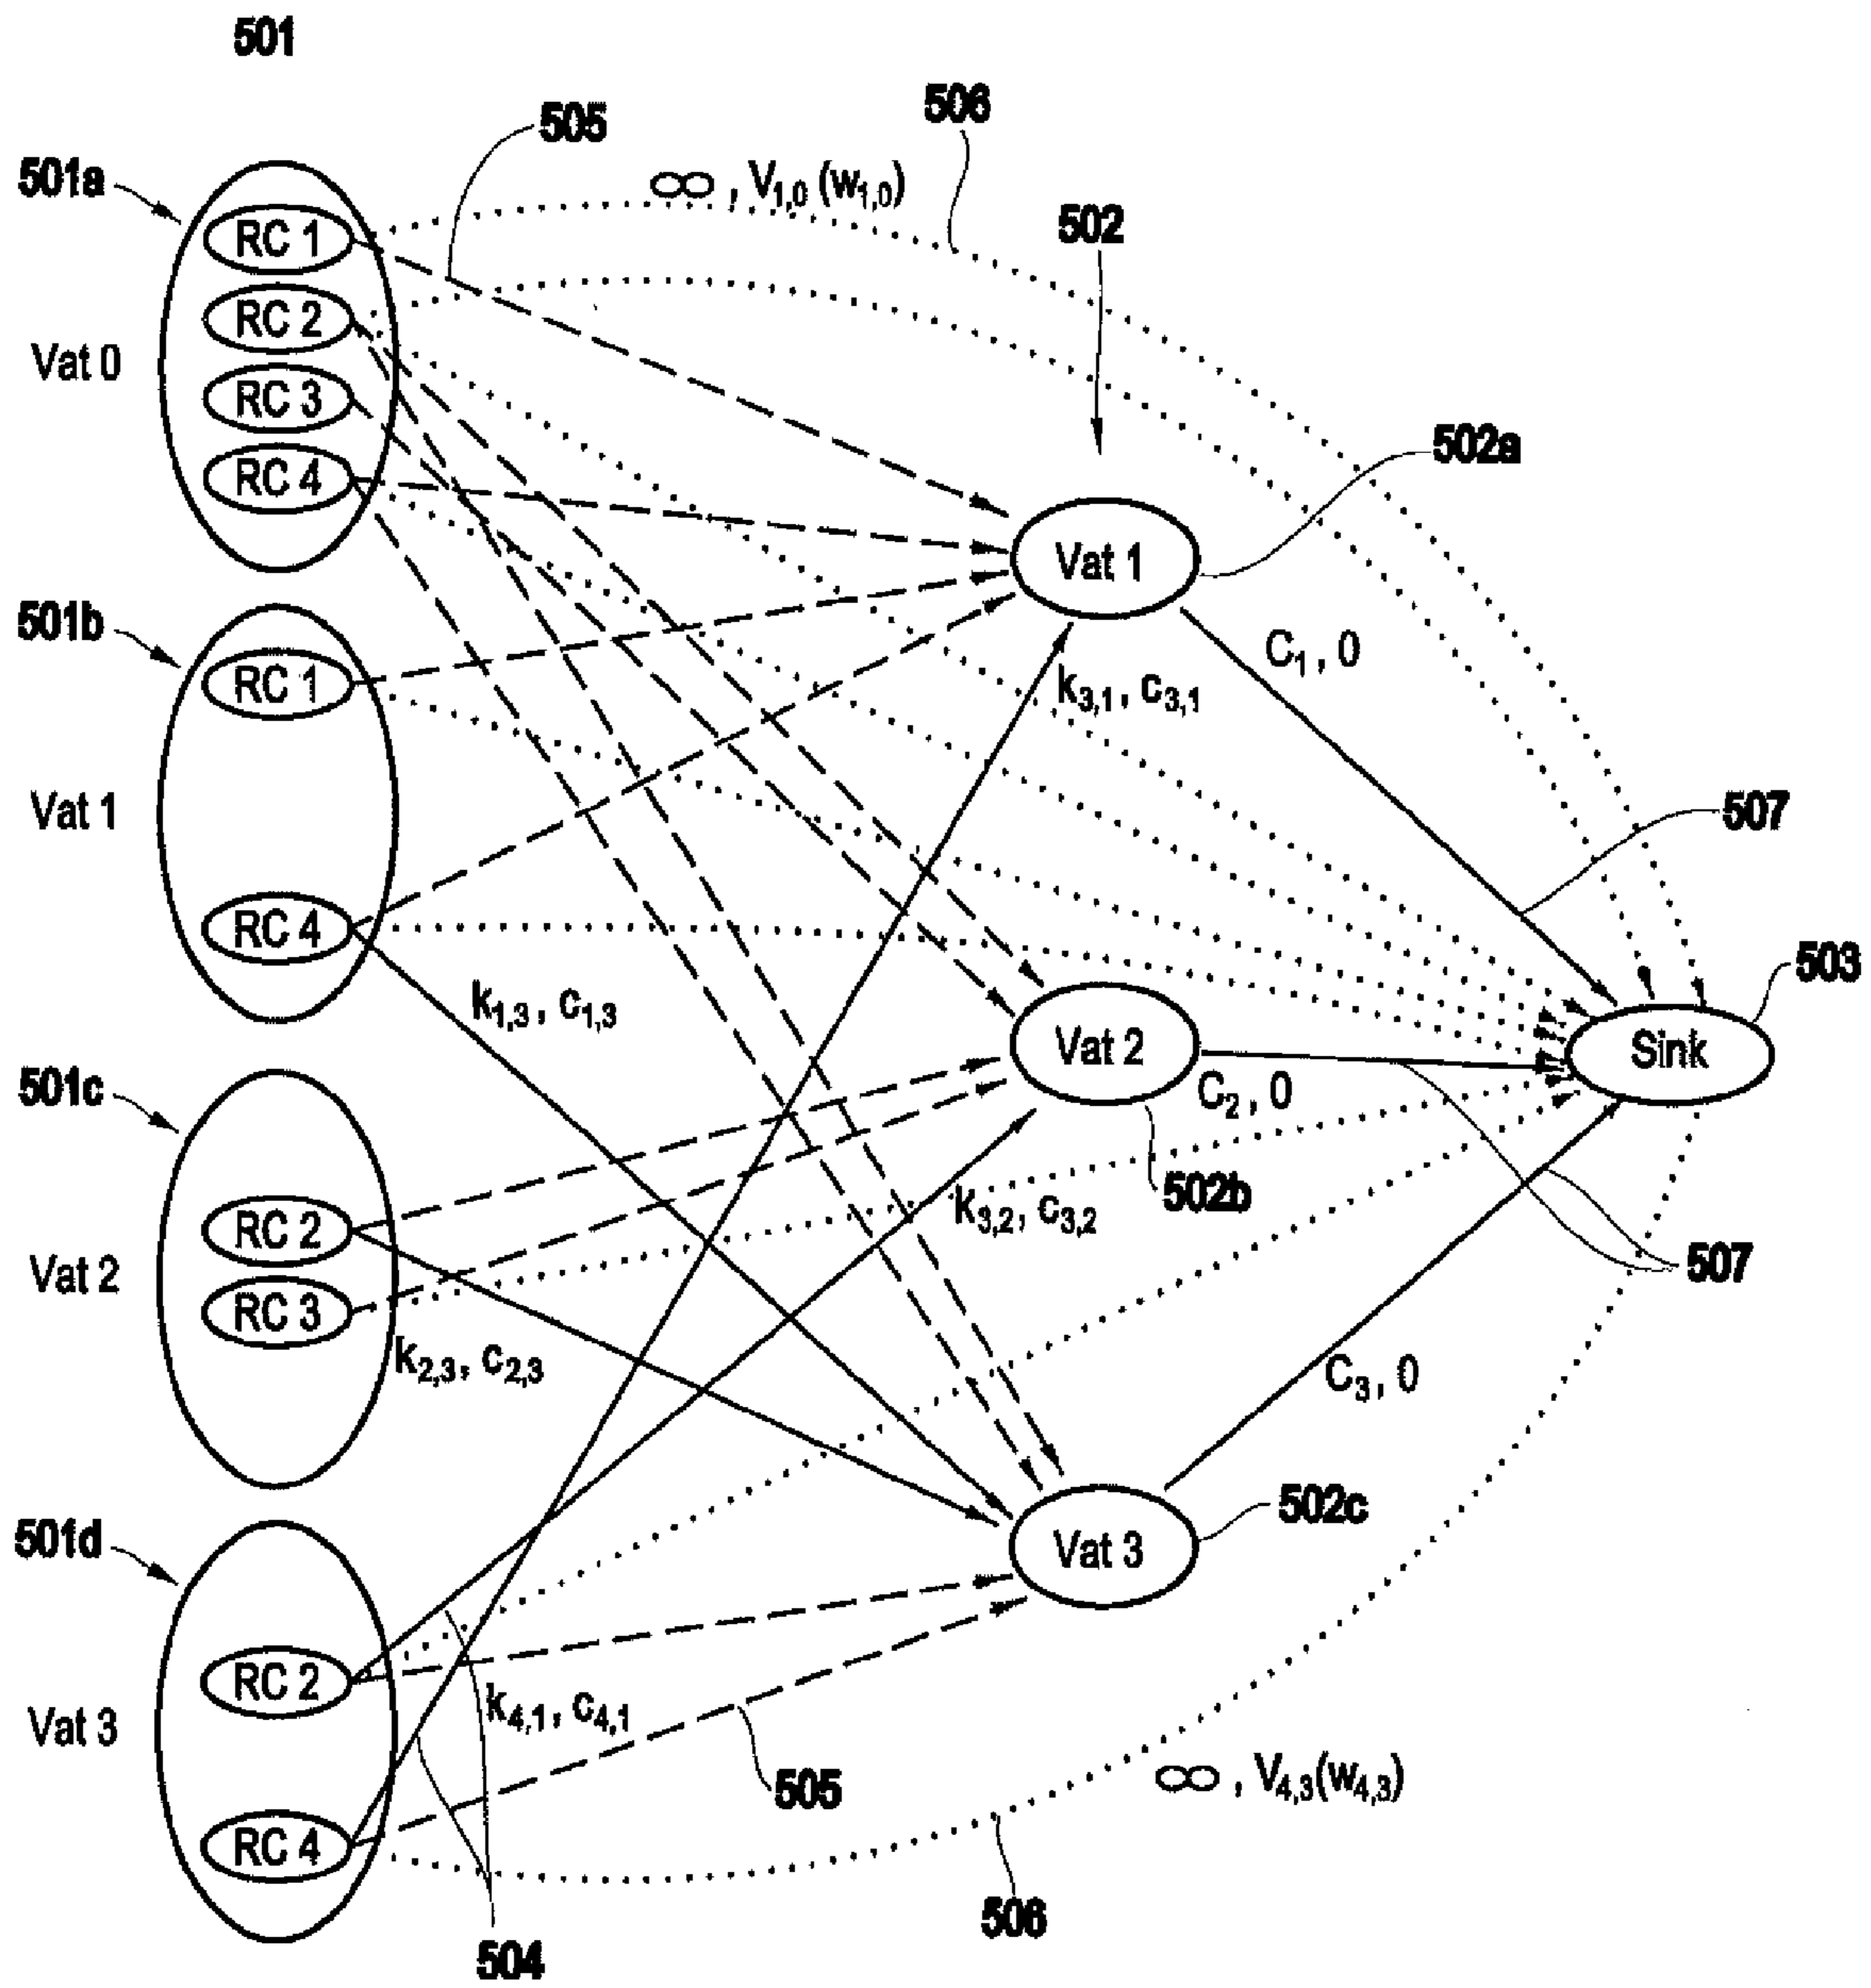 501
505
506
501a
∞, V1,0 (w1,0)
502
RC 1
RC 2
Vat 0
RC 3
RC 4
502a
Vat 1
501b
C1, 0
RC 1
k3,1, c3,1
Vat 1
507
RC 4
503
k1,3, c1,3
Vat 2
Sink
501c
C2, 0
502b
RC 2
k3,2, c3,2
Vat 2
507
RC 3
k2,3, c2,3
C3, 0
502c
501d
Vat 3
RC 2
k4,1, c4,1
Vat 3
∞, V4,3(w4,3)
505
RC 4
506
504